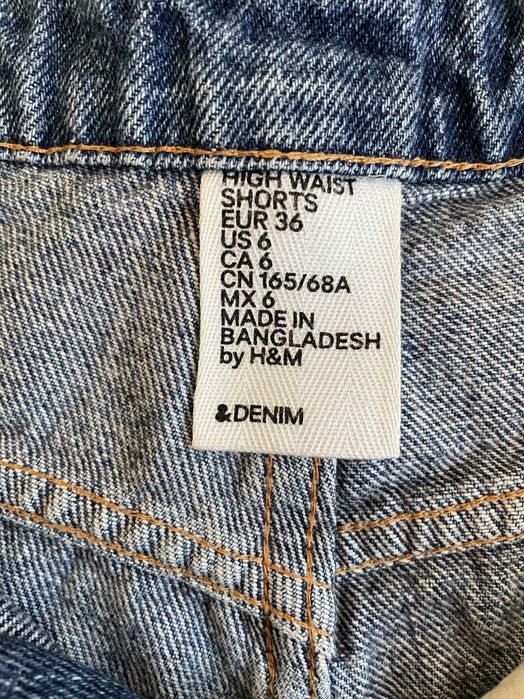 HIGH WAIST
SHORTS
EUR 36
US 6
CA 6
CN 165/68A
MX 6
MADE IN
BANGLADESH
by H&M
&DENIM